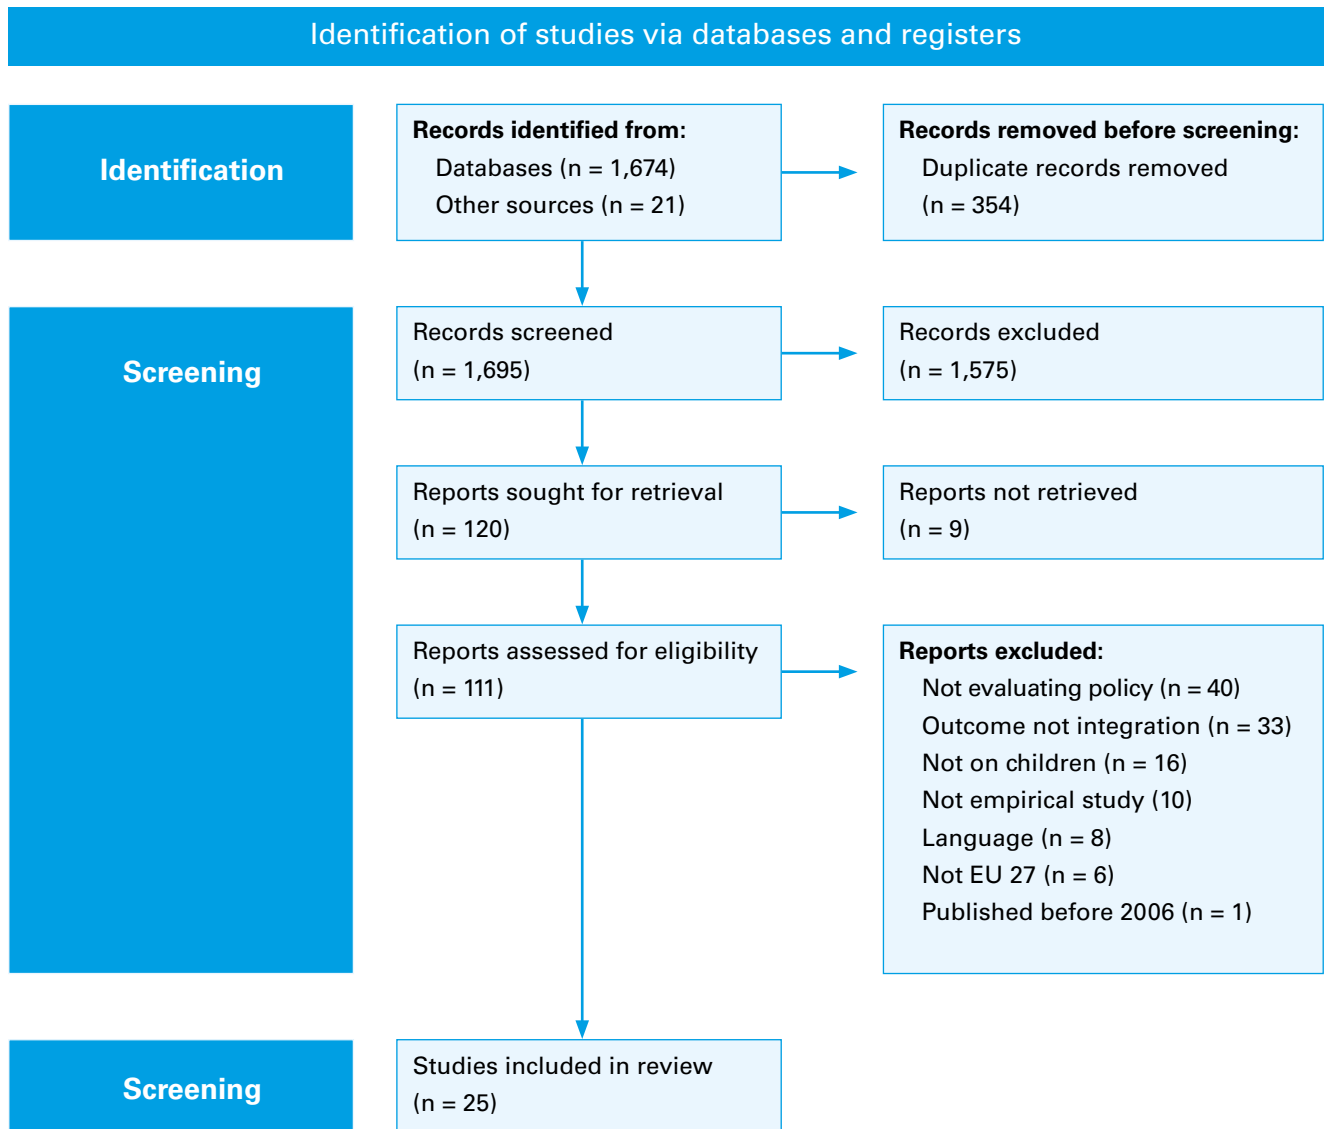 Identification of studies via databases and registers
Identification
Records identified from:
Databases (n = 1,674)
Other sources (n = 21)
Records removed before screening:
Duplicate records removed
(n = 354)
Screening
Records screened
(n = 1,695)
Records excluded
(n = 1,575)
Reports sought for retrieval
(n = 120)
Reports not retrieved
(n = 9)
Reports assessed for eligibility
(n = 111)
Reports excluded:
Not evaluating policy (n = 40)
Outcome not integration (n = 33)
Not on children (n = 16)
Not empirical study (10)
Language (n = 8)
Not EU 27 (n = 6)
Published before 2006 (n = 1)
Screening
Studies included in review
(n = 25)